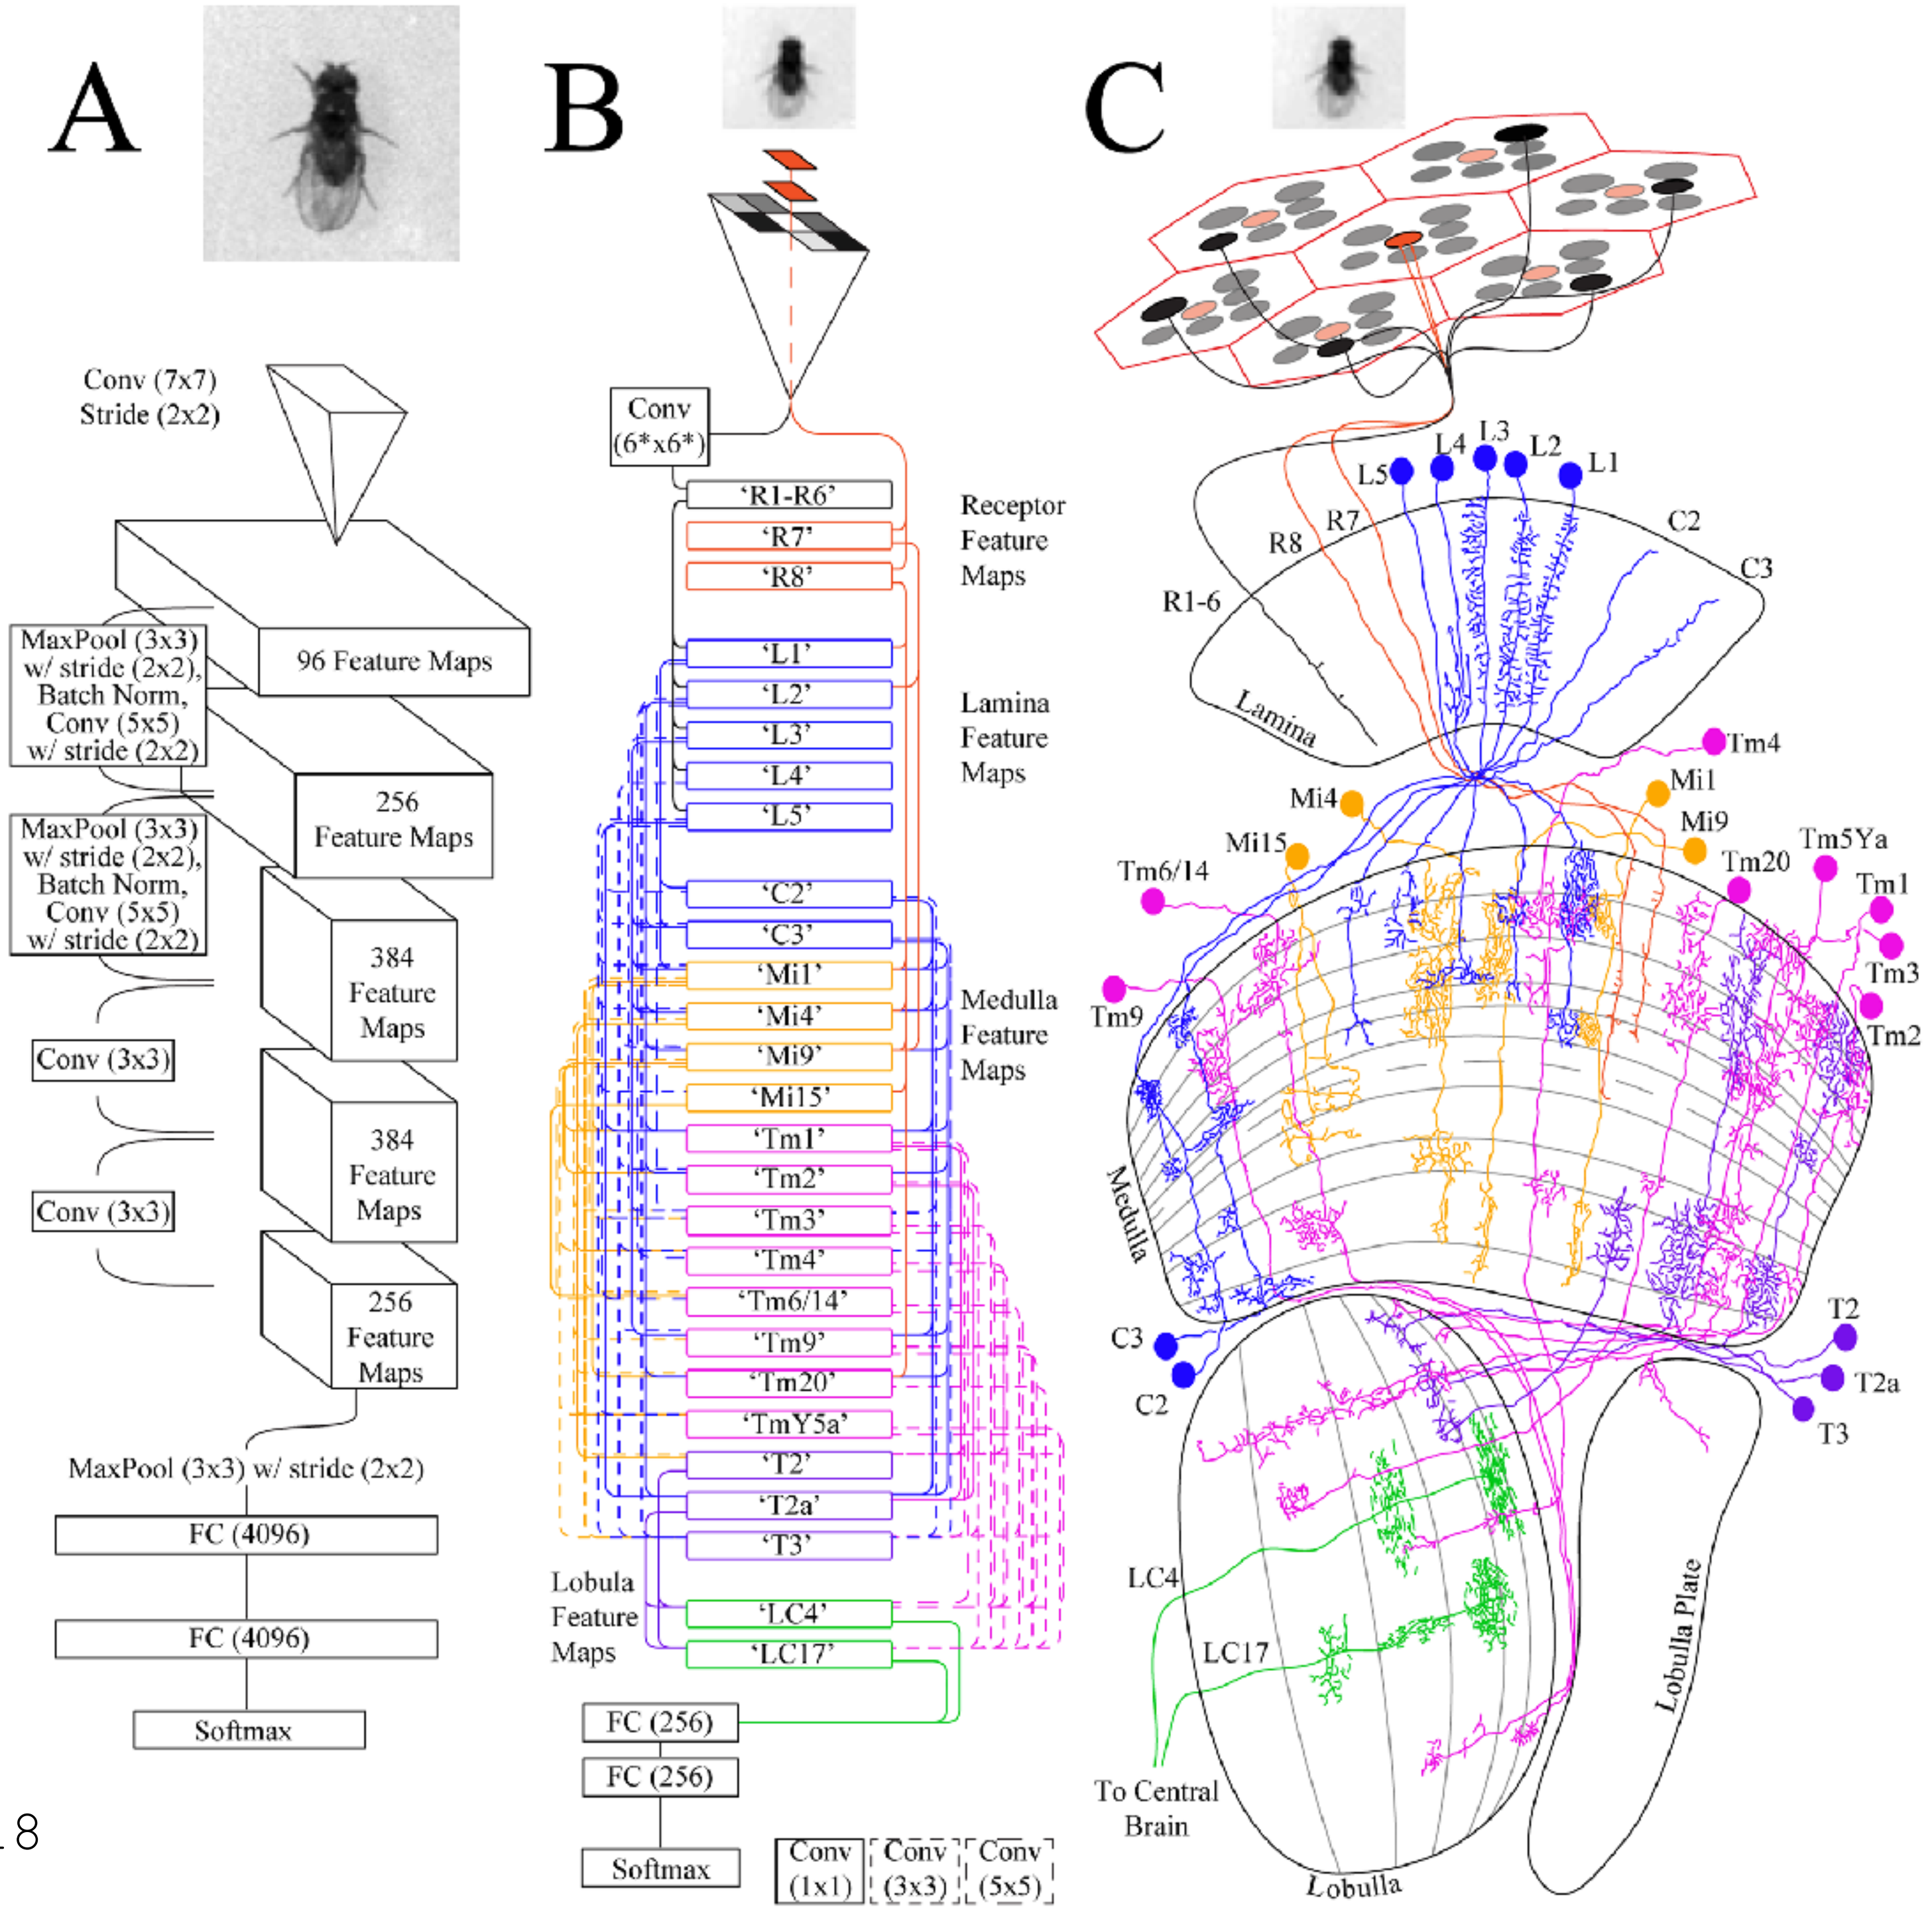 A
Conv (7x7)
Stride (2x2)
96 Feature Maps
MaxPool (3x3)
w/ stride (2x2),
Batch Norm,
Conv (5x5)
w/ stride (2x2)
256
Feature Maps
MaxPool (3x3)
w/ stride (2x2),
Batch Norm,
Conv (5x5)
w/ stride (2x2)
384
Feature
Maps
Conv (3x3)
384
Feature
Maps
Conv (3x3)
256
Feature
Maps
MaxPool (3x3) w/ stride (2x2)
FC (4096)
FC (4096)
Softmax
8
B
Conv
(6*x6*)
‘R1-R6’
‘R7’
‘R8’
Receptor
Feature
Maps
‘L1’
‘L2’
‘L3’
‘L4’
‘L5’
Lamina
Feature
Maps
‘C2’
‘C3’
‘Mi1’
‘Mi4’
‘Mi9’
‘Mi15’
‘Tm1’
‘Tm2’
‘Tm3’
‘Tm4’
‘Tm6/14’
‘Tm9’
‘Tm20’
‘TmY5a’
‘T2’
‘T2a’
‘T3’
Medulla
Feature
Maps
Lobula
Feature
Maps
‘LC4’
‘LC17’
FC (256)
FC (256)
Softmax
Conv
(1x1)
Conv
(3x3)
Conv
(5x5)
C
L5
L4
L3
L2
L1
R8
R7
R1-6
C2
C3
Lamina
Tm4
Mi4
Mi1
Mi15
Mi9
Tm6/14
Tm20
Tm5Ya
Tm1
Tm3
Tm9
Tm2
Medulla
C3
C2
T2
T2a
T3
LC4
LC17
Lobulla Plate
To Central
Brain
Lobulla